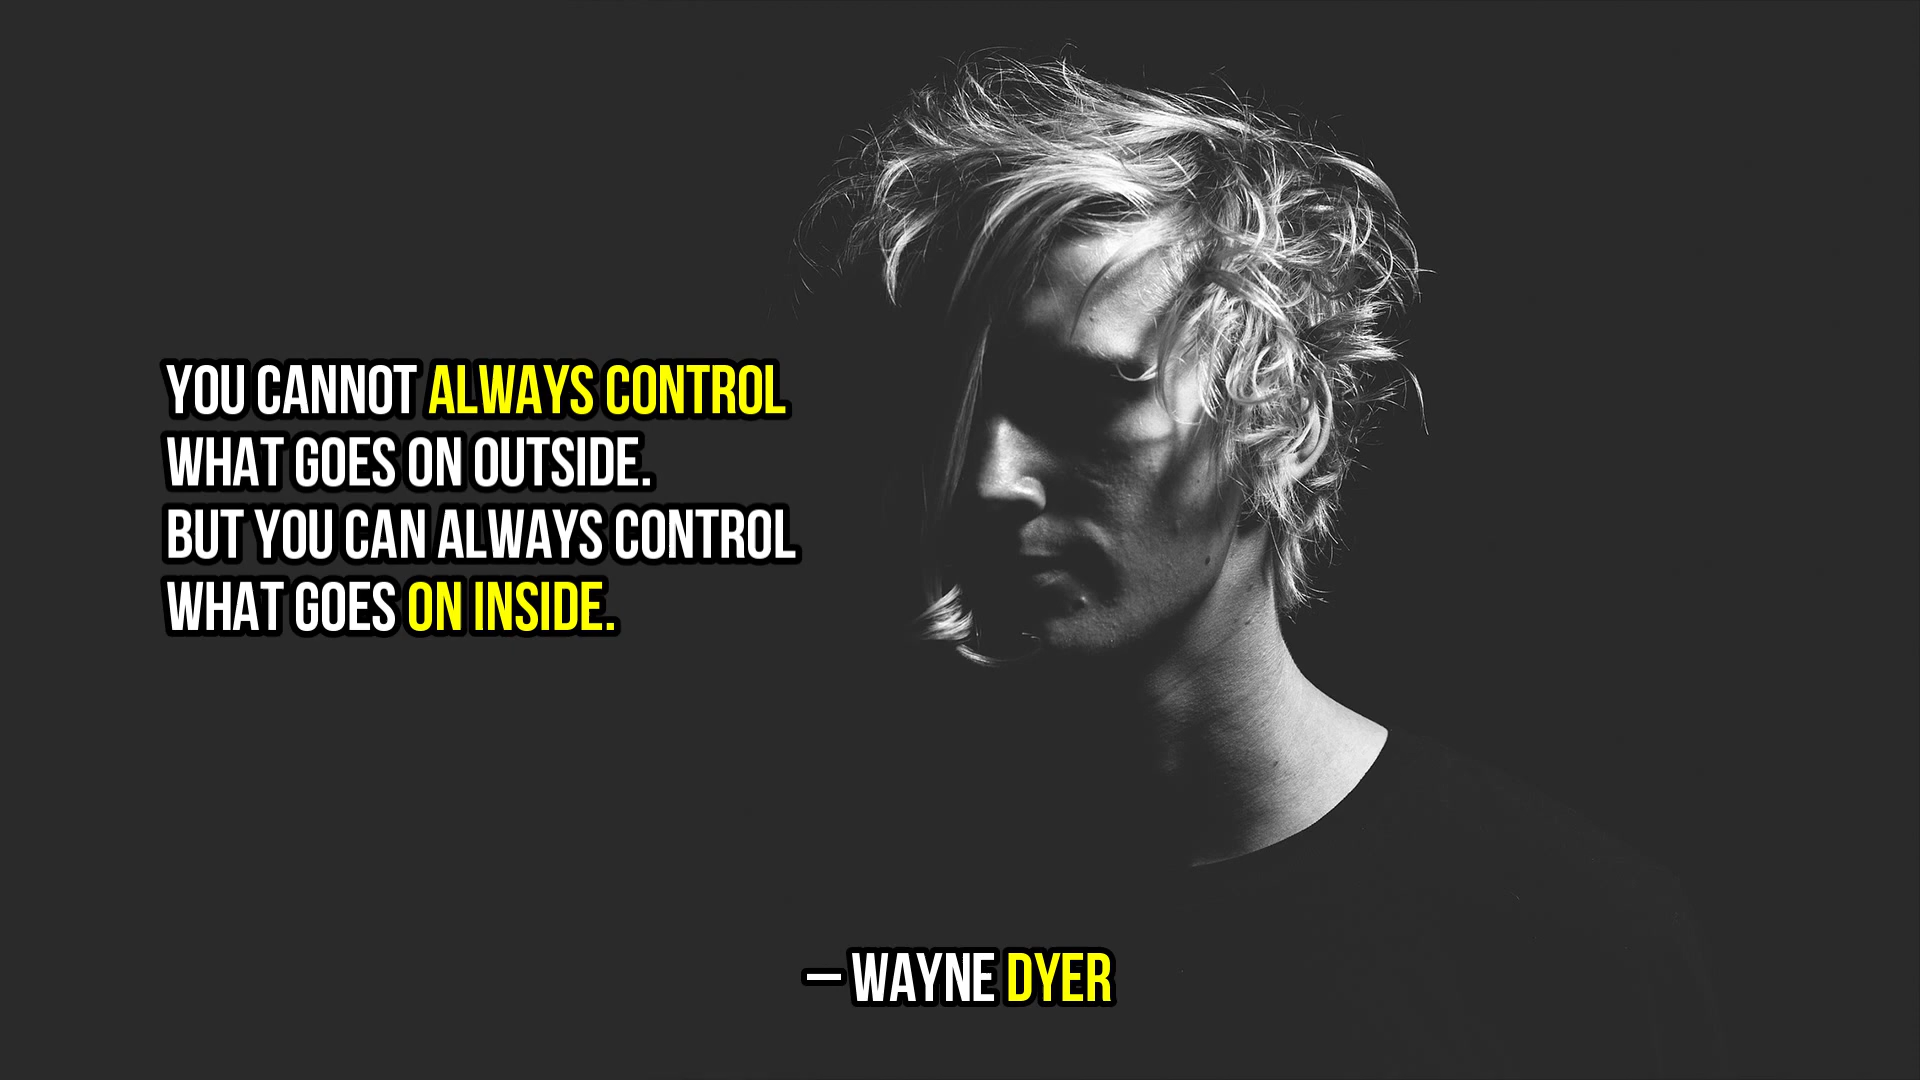 YOU CANNOT ALWAYS CONTROL
WHAT GOES ON OUTSIDE.
BUT YOU CAN ALWAYS CONTROL
WHAT GOES ON INSIDE.
– WAYNE DYER